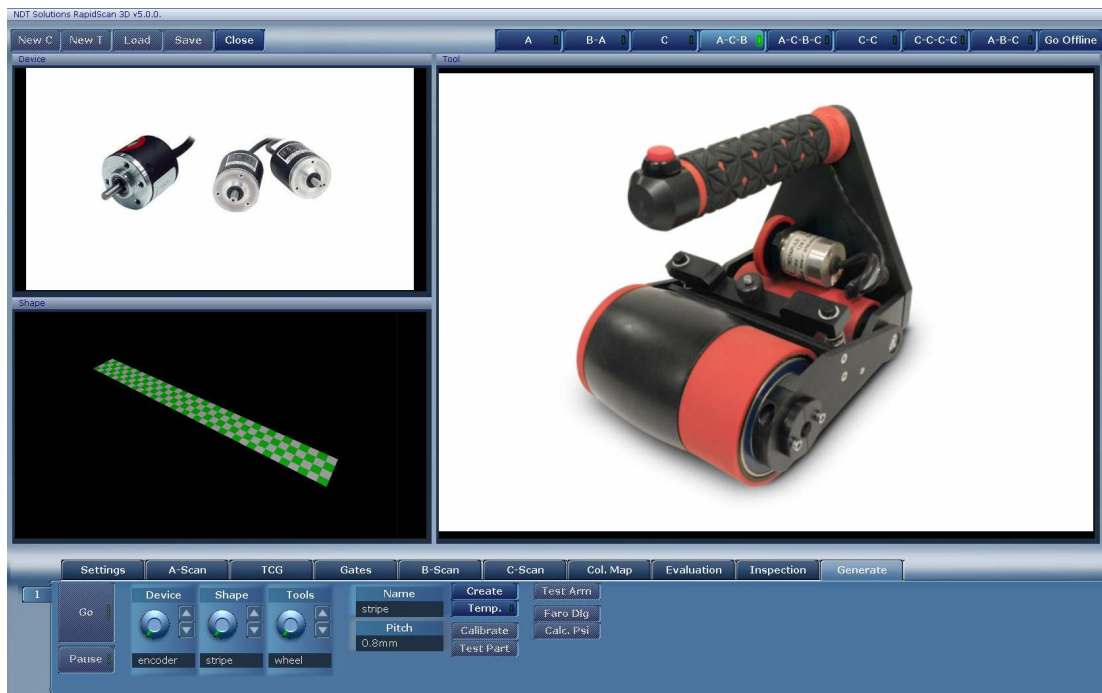 NDT Solutions RapidScan 3D v5.0.0.
New C New T Load Save Close A B-A C A-C-B A-C-B-C C-C C-C-C-C A-B-C Go Offline
Device
Tool
Shape
Settings A-Scan TCG Gates B-Scan C-Scan Col. Map Evaluation Inspection Generate
1
Go
Pause
Device Shape Tools
encoder stripe wheel
Name
stripe
Pitch
0.8mm
Create
Temp.
Calibrate
Test Part
Test Arm
Faro Dig
Calc. Psi